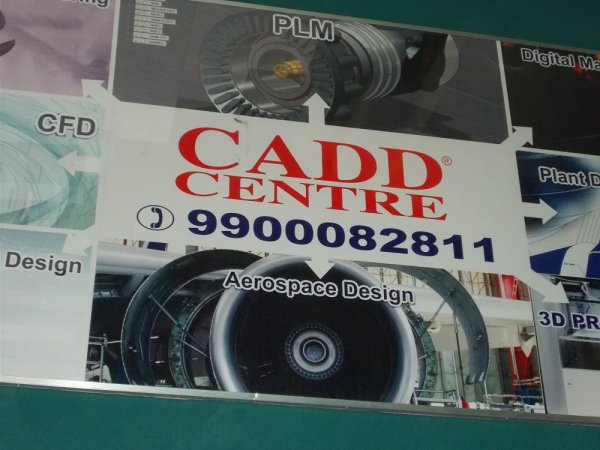 PLM
Digital Ma
CFD
CADD®
CENTRE
Plant D
9900082811
Design
Aerospace Design
3D PR